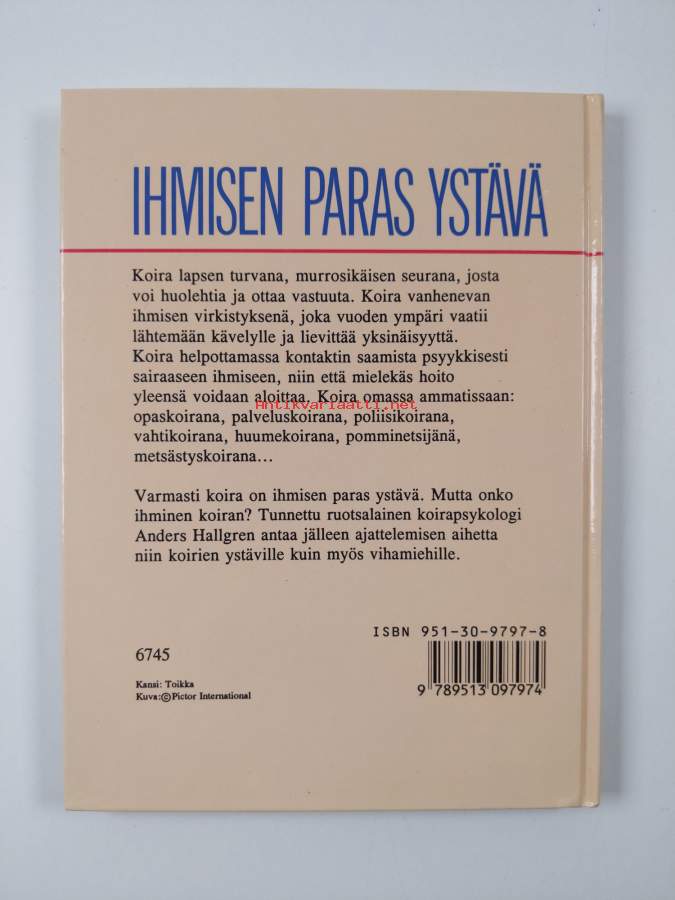 IHMISEN PARAS YSTÄVÄ
Koira lapsen turvana, murrosikäisen seurana, josta
voi huolehtia ja ottaa vastuuta. Koira vanhenevan
ihmisen virkistyksenä, joka vuoden ympäri vaatii
lähtemään kävelylle ja lievittää yksinäisyyttä.
Koira helpottamassa kontaktin saamista psyykkisesti
sairaaseen ihmiseen, niin että mielekäs hoito
yleensä voidaan aloittaa. Koira omassa ammatissaan:
Antikvariaatti.net
opaskoirana, palveluskoirana, poliisikoirana,
vahtikoirana, huumekoirana, pomminetsijänä,
metsästyskoirana...
Varmasti koira on ihmisen paras ystävä. Mutta onko
ihminen koiran? Tunnettu ruotsalainen koirapsykologi
Anders Hallgren antaa jälleen ajattelemisen aihetta
niin koirien ystäville kuin myös vihamiehille.
ISBN 951-30-9797-8
6745
Kansi: Toikka
Kuva:©Pictor International
9 789513 097974